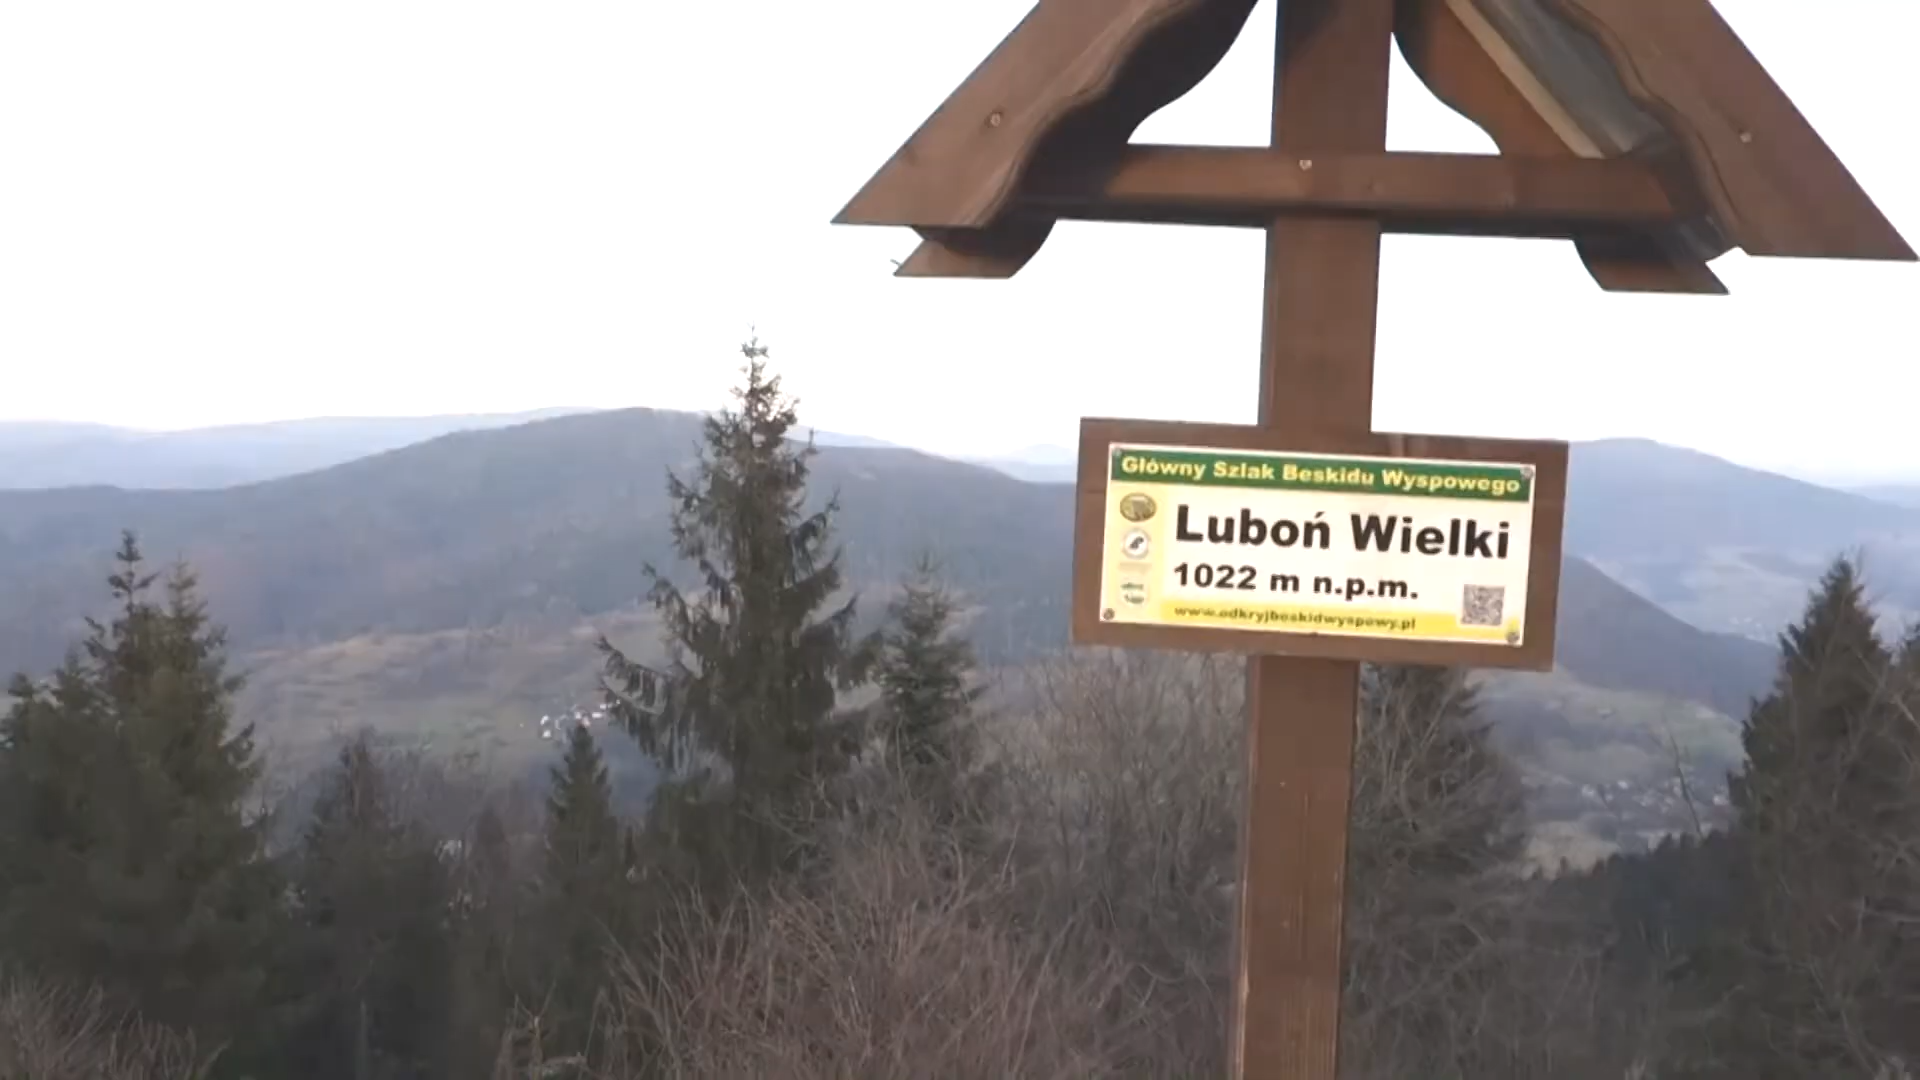 Główny Szlak Beskidu Wyspowego
Luboń Wielki
1022 m n.p.m.
www.odkryjbeskidwyspowy.pl